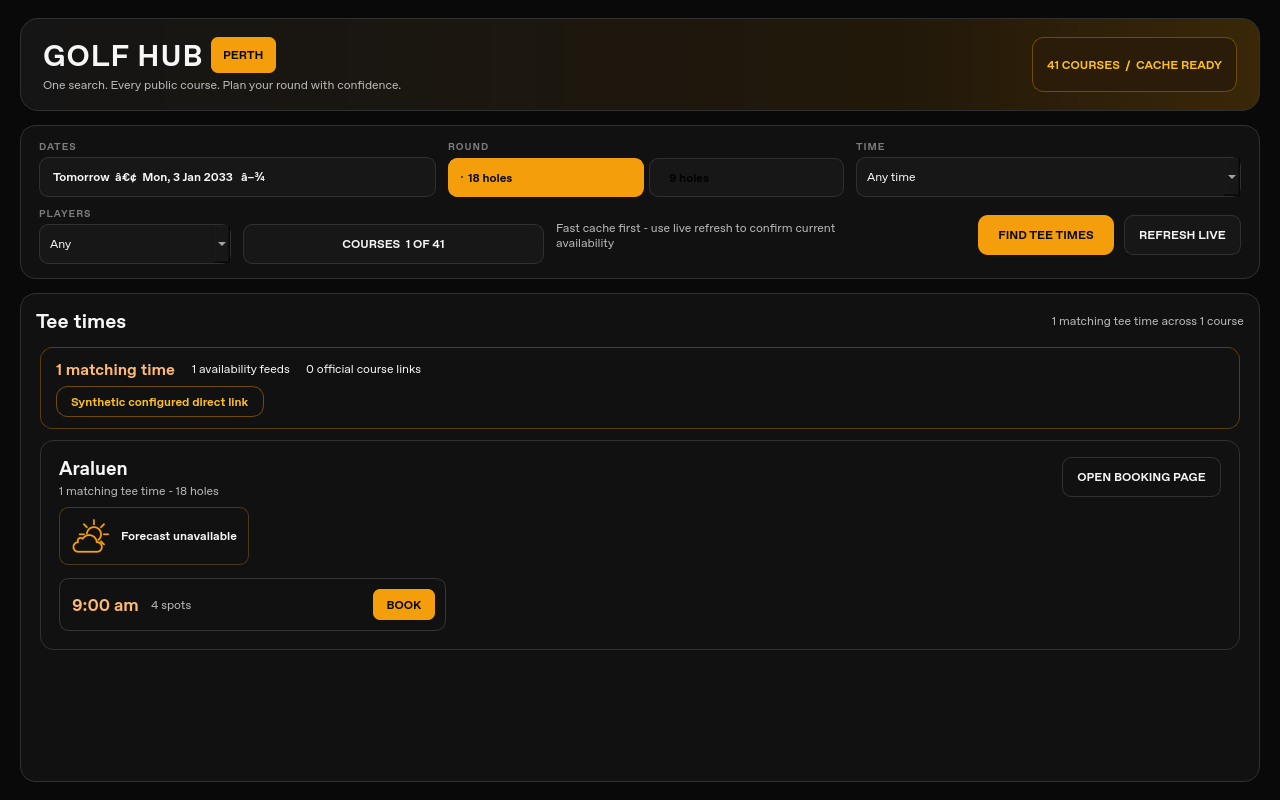 GOLF HUB PERTH
One search. Every public course. Plan your round with confidence.
41 COURSES / CACHE READY
DATES
Tomorrow â€¢ Mon, 3 Jan 2033 â–¾
ROUND
· 18 holes
9 holes
TIME
Any time
PLAYERS
Any
COURSES 1 OF 41
Fast cache first - use live refresh to confirm current
availability
FIND TEE TIMES
REFRESH LIVE
Tee times
1 matching tee time across 1 course
1 matching time 1 availability feeds 0 official course links
Synthetic configured direct link
Araluen
1 matching tee time - 18 holes
OPEN BOOKING PAGE
Forecast unavailable
9:00 am 4 spots BOOK